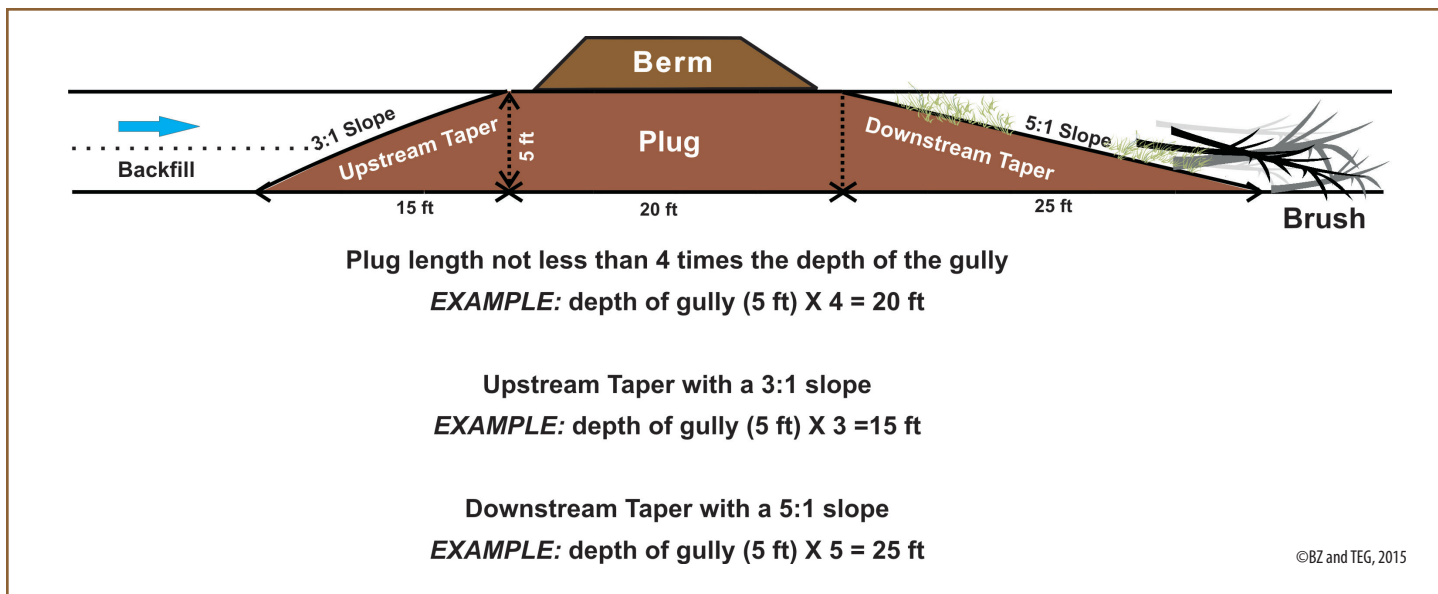 Berm
3:1 Slope
Upstream Taper
5 ft
Plug
Downstream Taper
5:1 Slope
Backfill
15 ft
20 ft
25 ft
Brush
Plug length not less than 4 times the depth of the gully
EXAMPLE: depth of gully (5 ft) X 4 = 20 ft
Upstream Taper with a 3:1 slope
EXAMPLE: depth of gully (5 ft) X 3 =15 ft
Downstream Taper with a 5:1 slope
EXAMPLE: depth of gully (5 ft) X 5 = 25 ft
©BZ and TEG, 2015